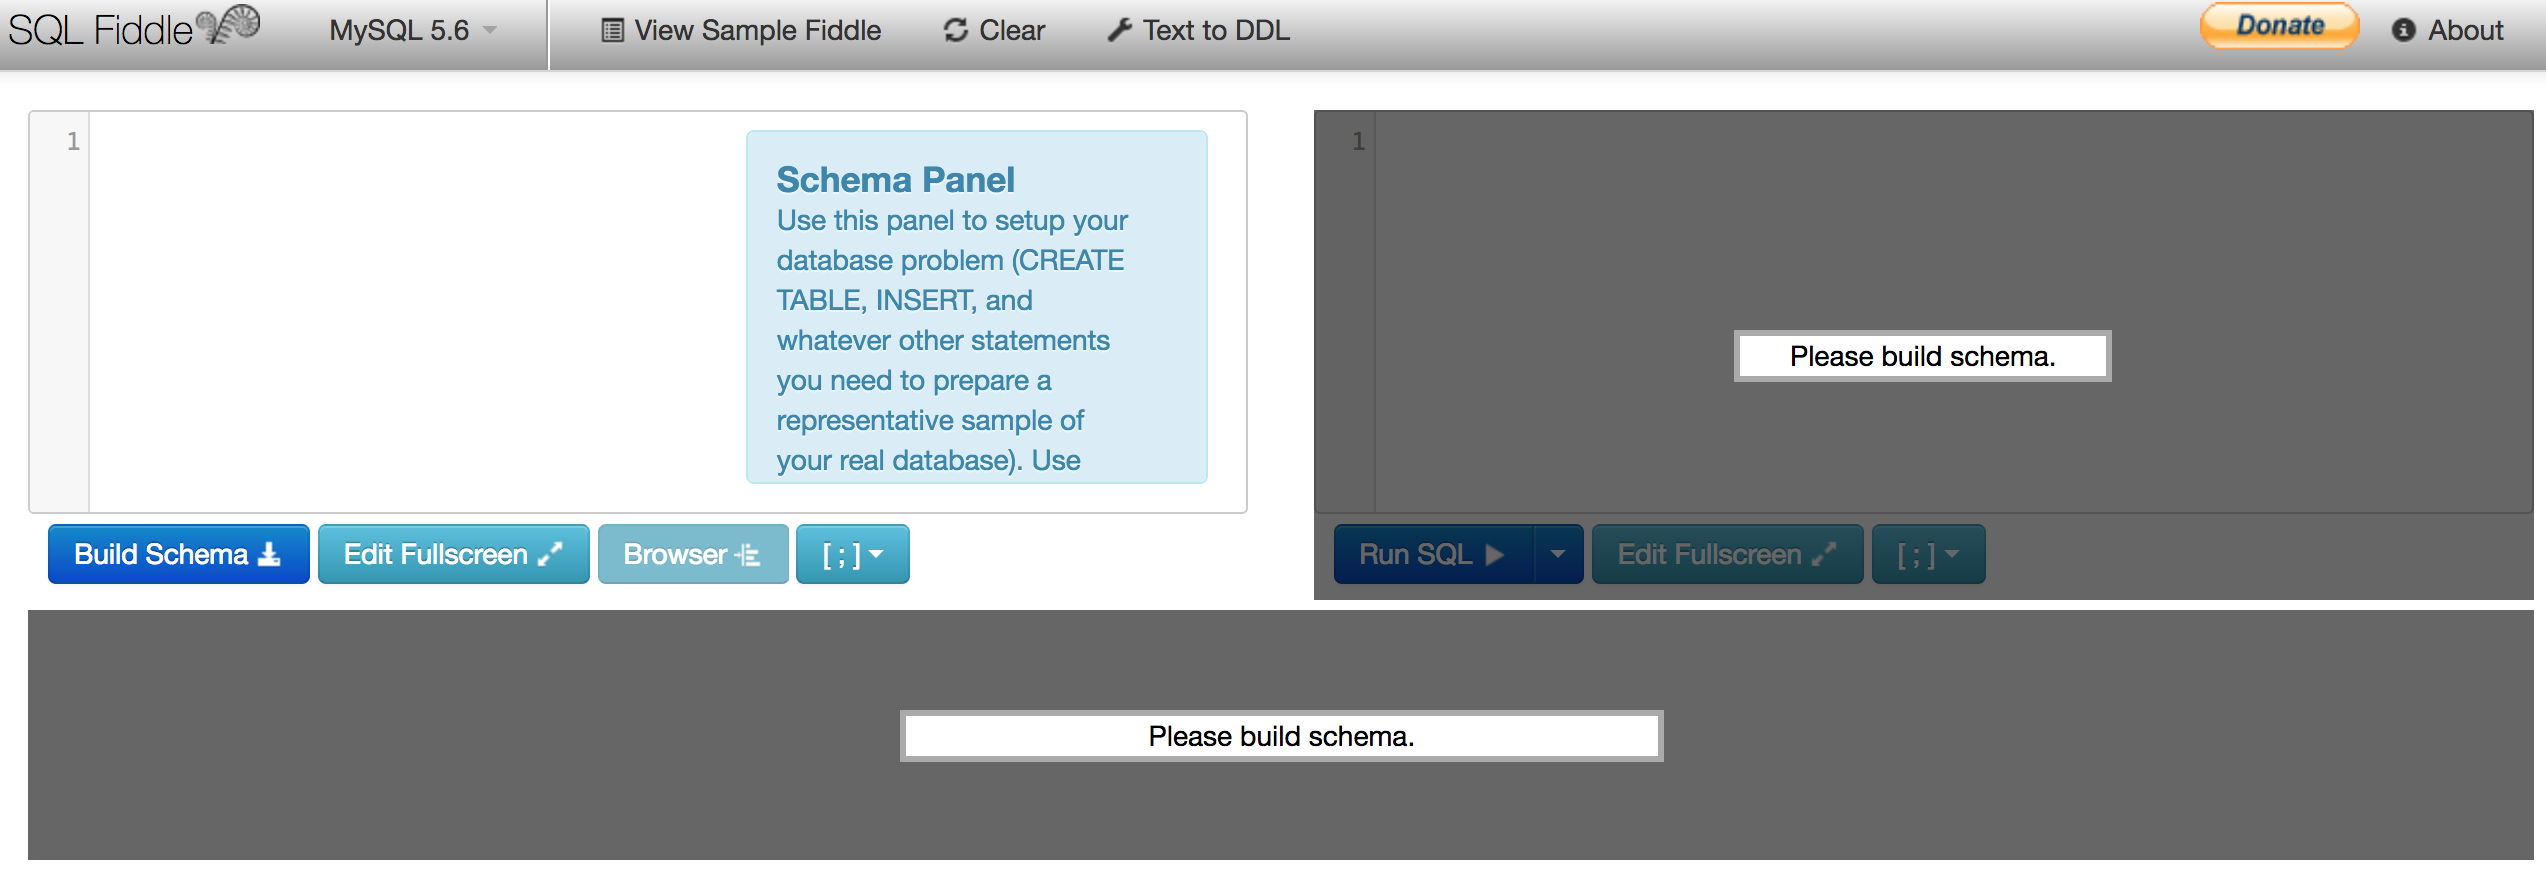 SQL Fiddle MySQL 5.6 View Sample Fiddle Clear Text to DDL Donate About
1
Schema Panel
Use this panel to setup your
database problem (CREATE
TABLE, INSERT, and
whatever other statements
you need to prepare a
representative sample of
your real database). Use
Build Schema Edit Fullscreen Browser [ ; ]
1
Please build schema.
Run SQL Edit Fullscreen [ ; ]
Please build schema.